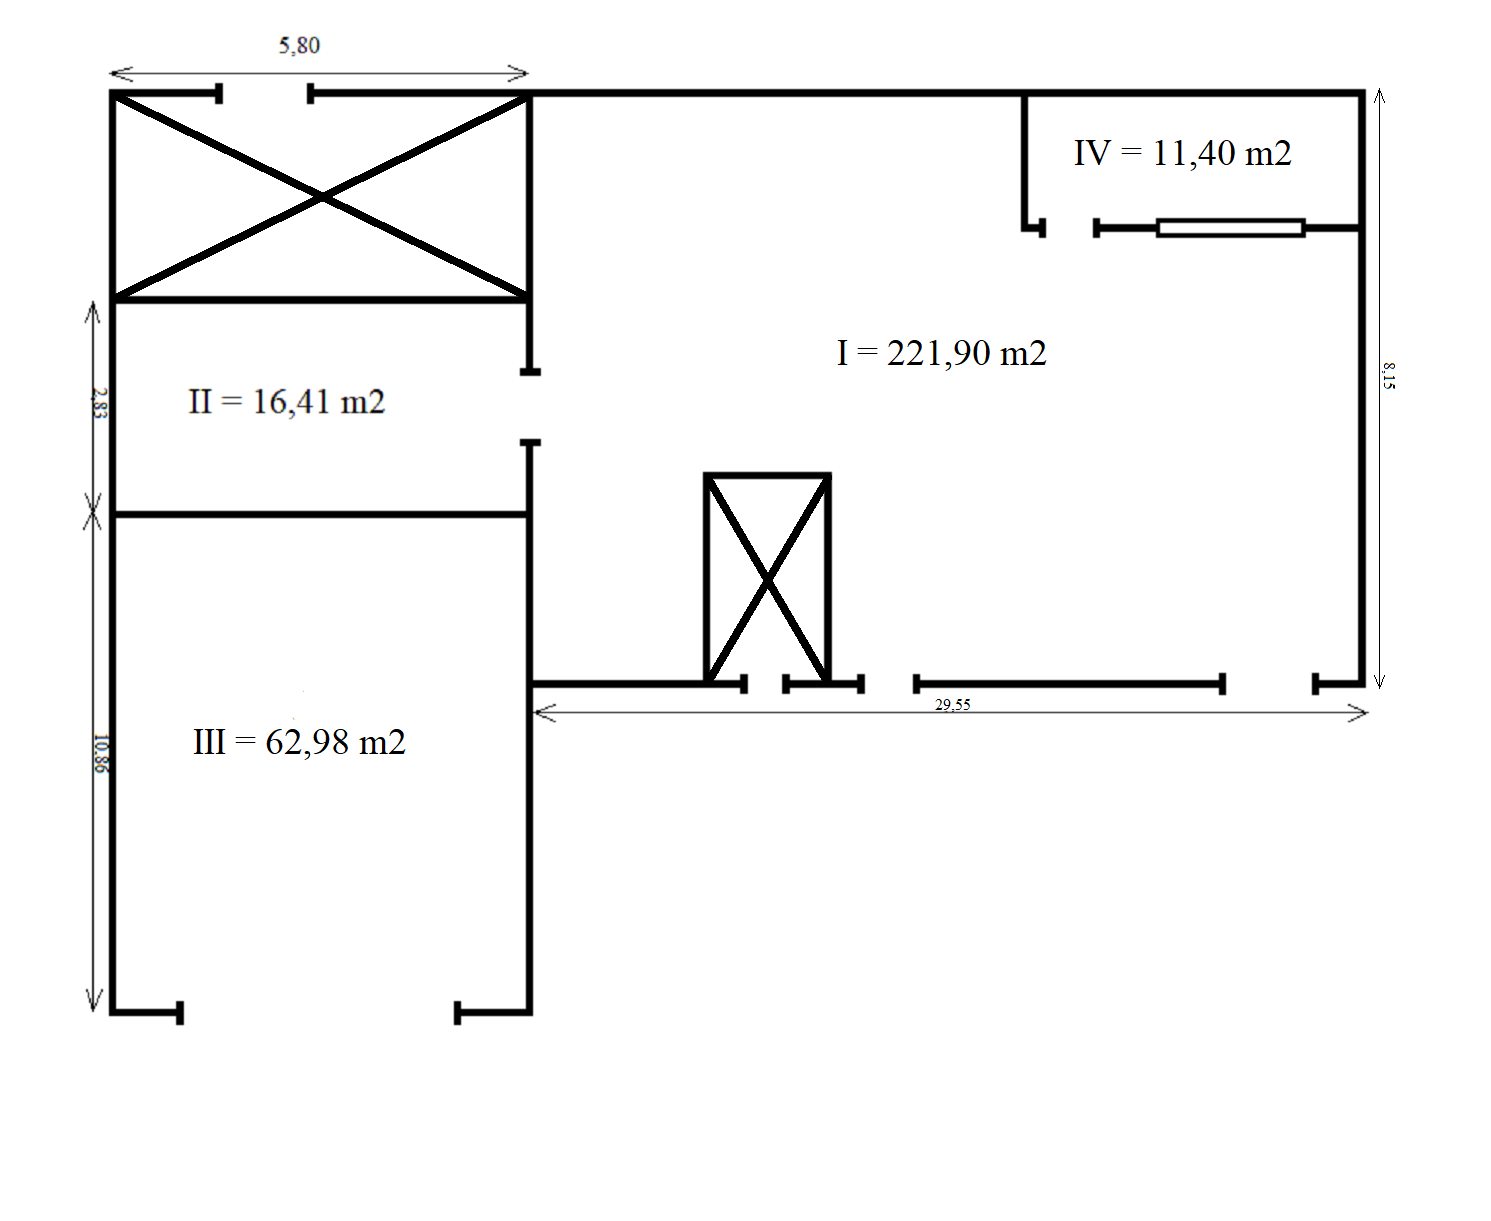 5,80
IV = 11,40 m2
I = 221,90 m2
8,15
2,83
II = 16,41 m2
29,55
III = 62,98 m2
10,86